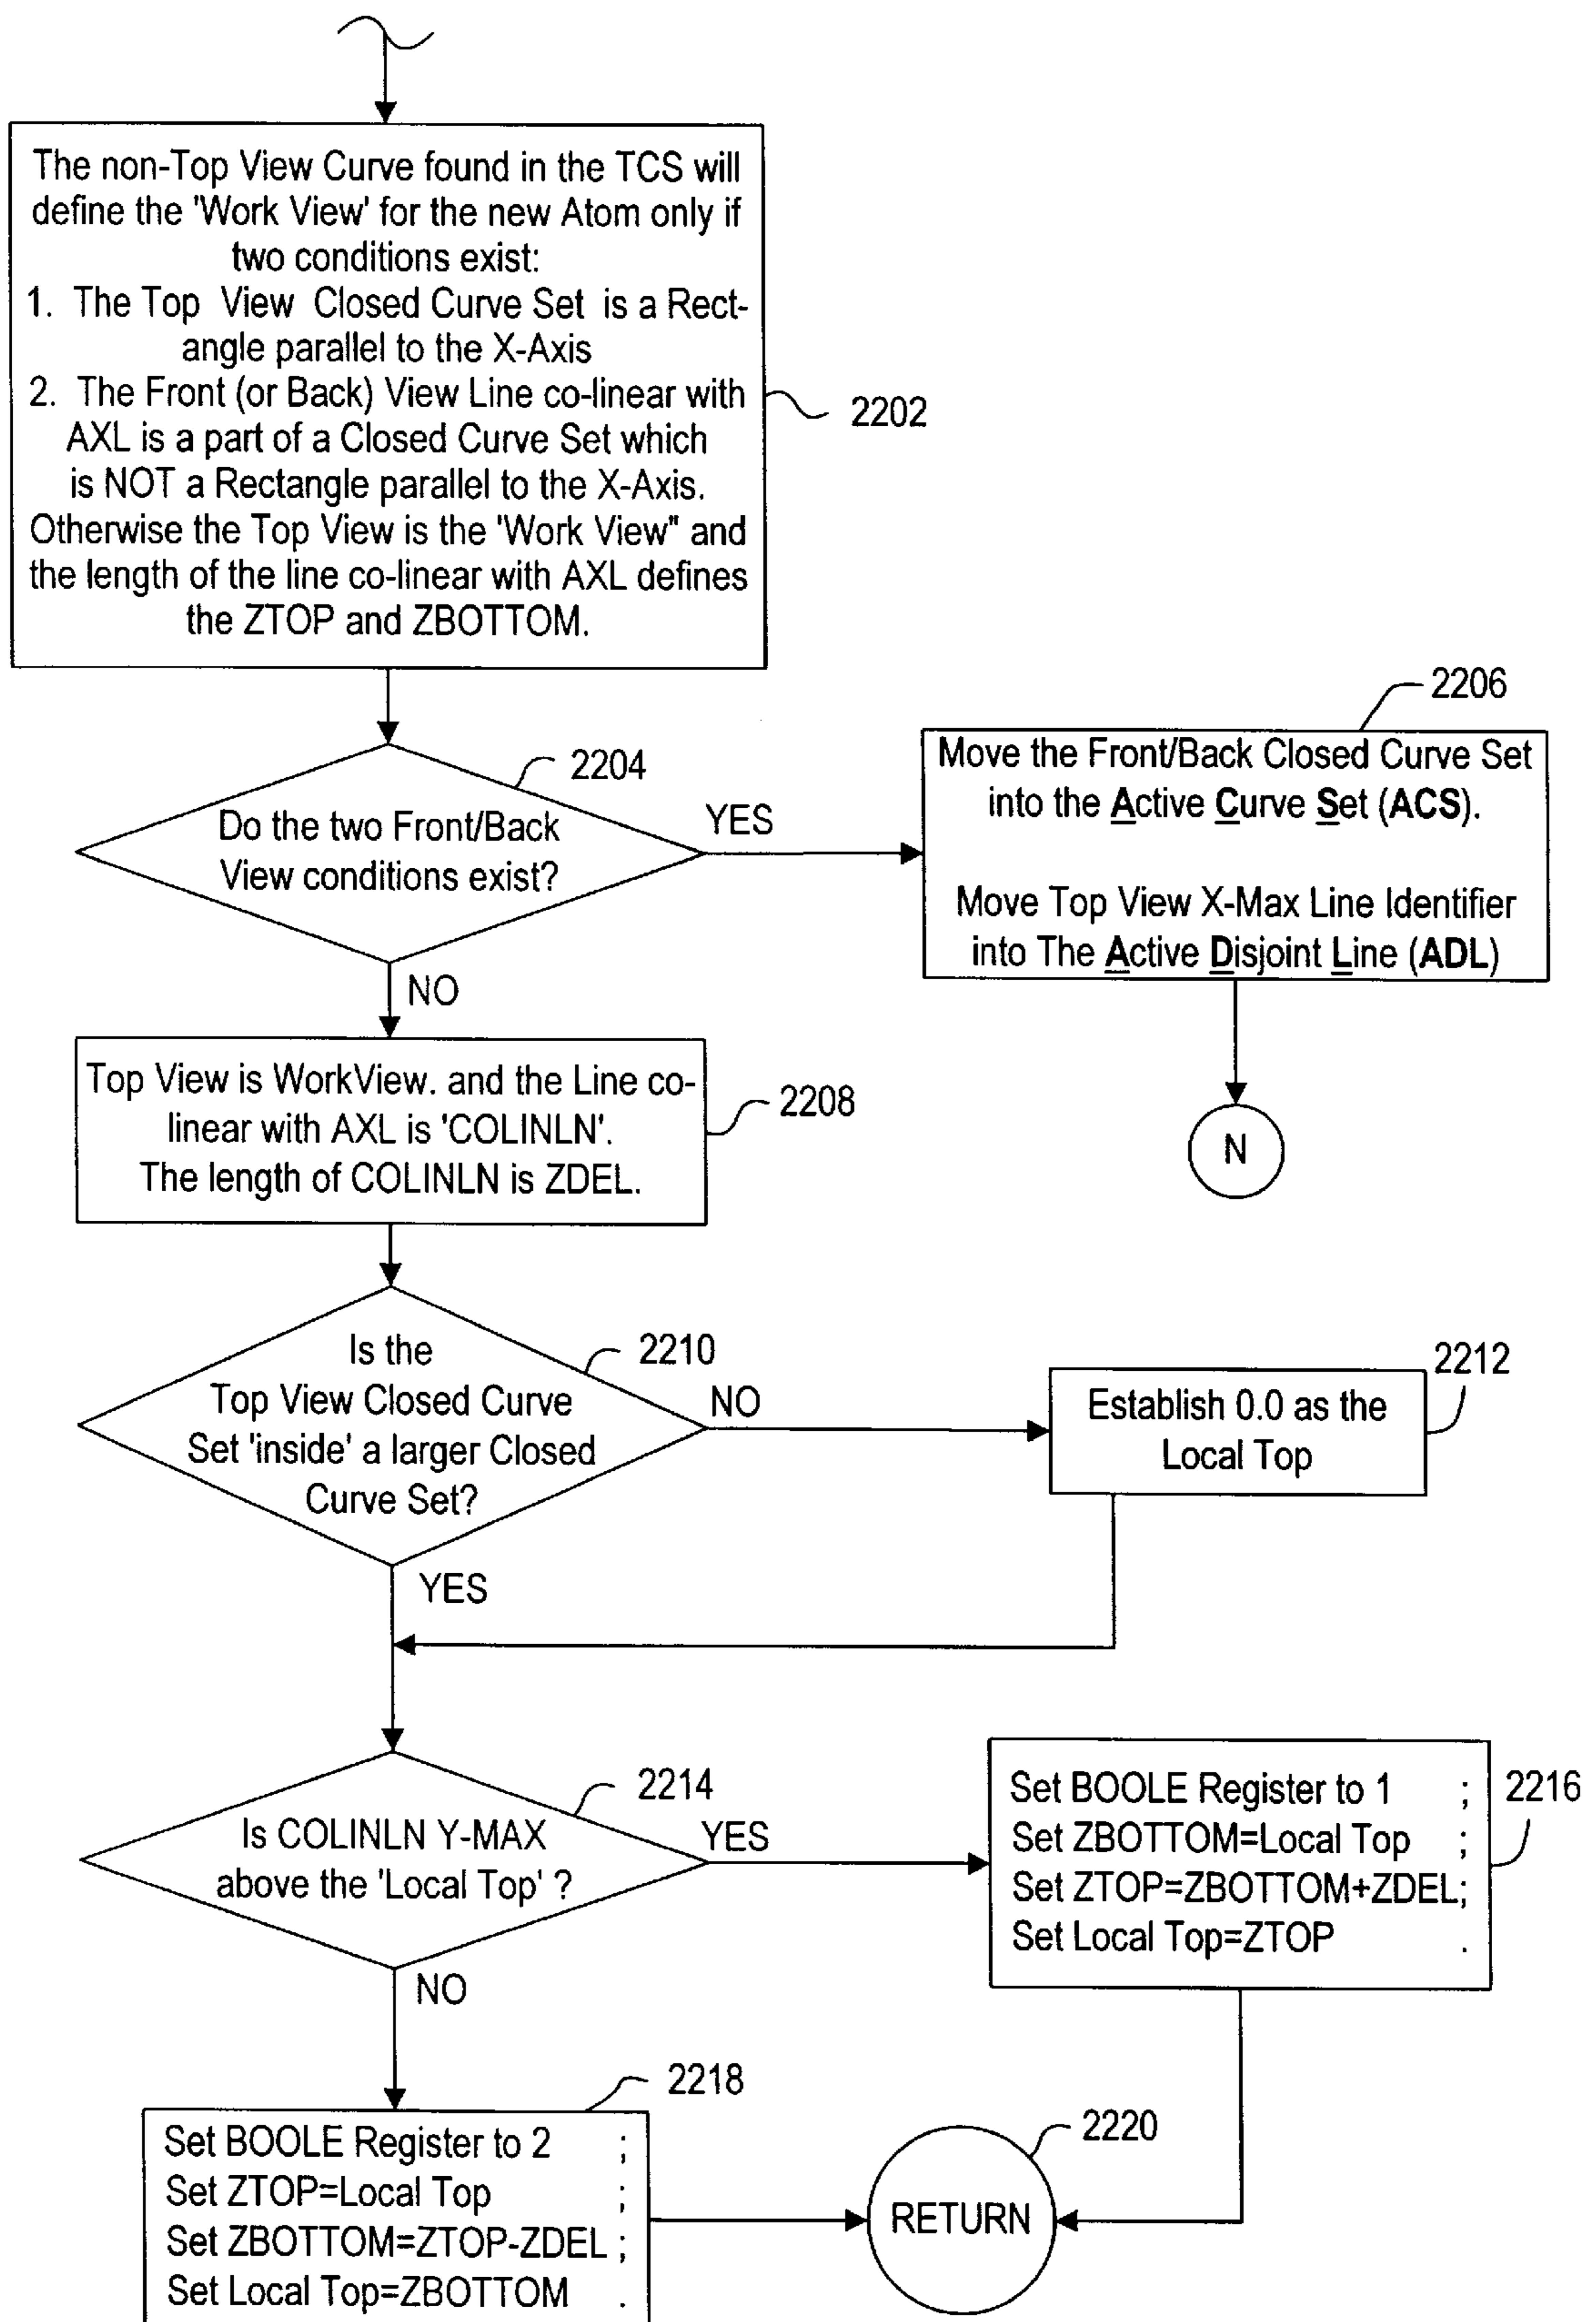 The non-Top View Curve found in the TCS will
define the 'Work View' for the new Atom only if
two conditions exist:
1. The Top View Closed Curve Set is a Rect-
angle parallel to the X-Axis
2. The Front (or Back) View Line co-linear with
AXL is a part of a Closed Curve Set which
is NOT a Rectangle parallel to the X-Axis.
Otherwise the Top View is the 'Work View" and
the length of the line co-linear with AXL defines
the ZTOP and ZBOTTOM.
2202
2204
Do the two Front/Back
View conditions exist?
YES
NO
2206
Move the Front/Back Closed Curve Set
into the Active Curve Set (ACS).
Move Top View X-Max Line Identifier
into The Active Disjoint Line (ADL)
N
Top View is WorkView. and the Line co-
linear with AXL is 'COLINLN'.
The length of COLINLN is ZDEL.
2208
Is the
Top View Closed Curve
Set 'inside' a larger Closed
Curve Set?
2210
NO
YES
2212
Establish 0.0 as the
Local Top
2214
Is COLINLN Y-MAX
above the 'Local Top' ?
YES
NO
Set BOOLE Register to 1 ;
Set ZBOTTOM=Local Top ;
Set ZTOP=ZBOTTOM+ZDEL;
Set Local Top=ZTOP .
2216
2218
Set BOOLE Register to 2 ;
Set ZTOP=Local Top ;
Set ZBOTTOM=ZTOP-ZDEL ;
Set Local Top=ZBOTTOM .
2220
RETURN